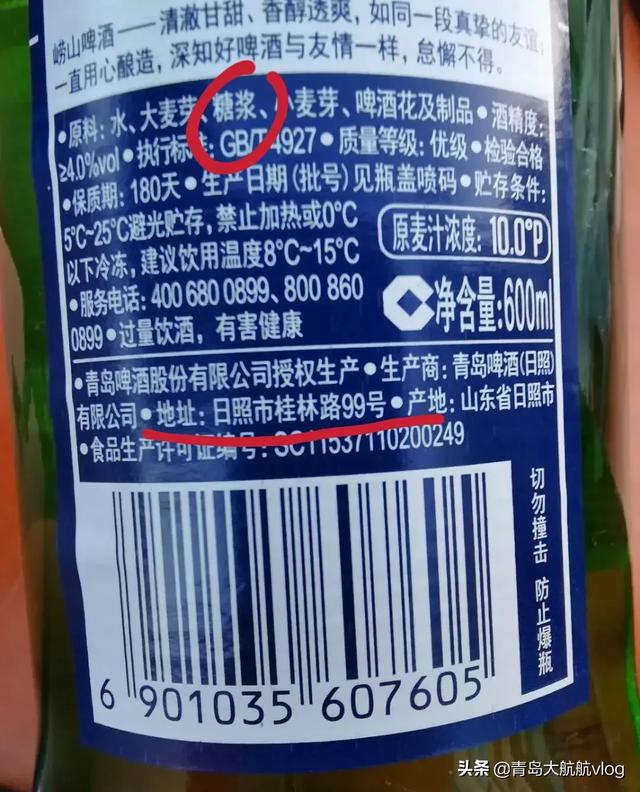 崂山啤酒——清澈甘甜、香醇透爽，如同一段真挚的友谊；
一直用心酿造，深知好啤酒与友情一样，怠懈不得。
•原料：水、大麦芽、糖浆、小麦芽、啤酒花及制品•酒精度：
≥4.0%vol•执行标准：GB/T 4927•质量等级：优级•检验合格
•保质期：180天•生产日期(批号)见瓶盖喷码•贮存条件：
5℃~25℃避光贮存，禁止加热或0℃
以下冷冻，建议饮用温度8℃~15℃
原麦汁浓度：10.0°P
•服务电话：400 680 0899、800 860
0899•过量饮酒，有害健康
净含量:600ml
•青岛啤酒股份有限公司授权生产•生产商：青岛啤酒(日照)
有限公司•地址：日照市桂林路99号•产地：山东省日照市
•食品生产许可证编号：SC11537110200249
切勿撞击 防止爆瓶
6 901035 607605
头条 @青岛大航航vlog